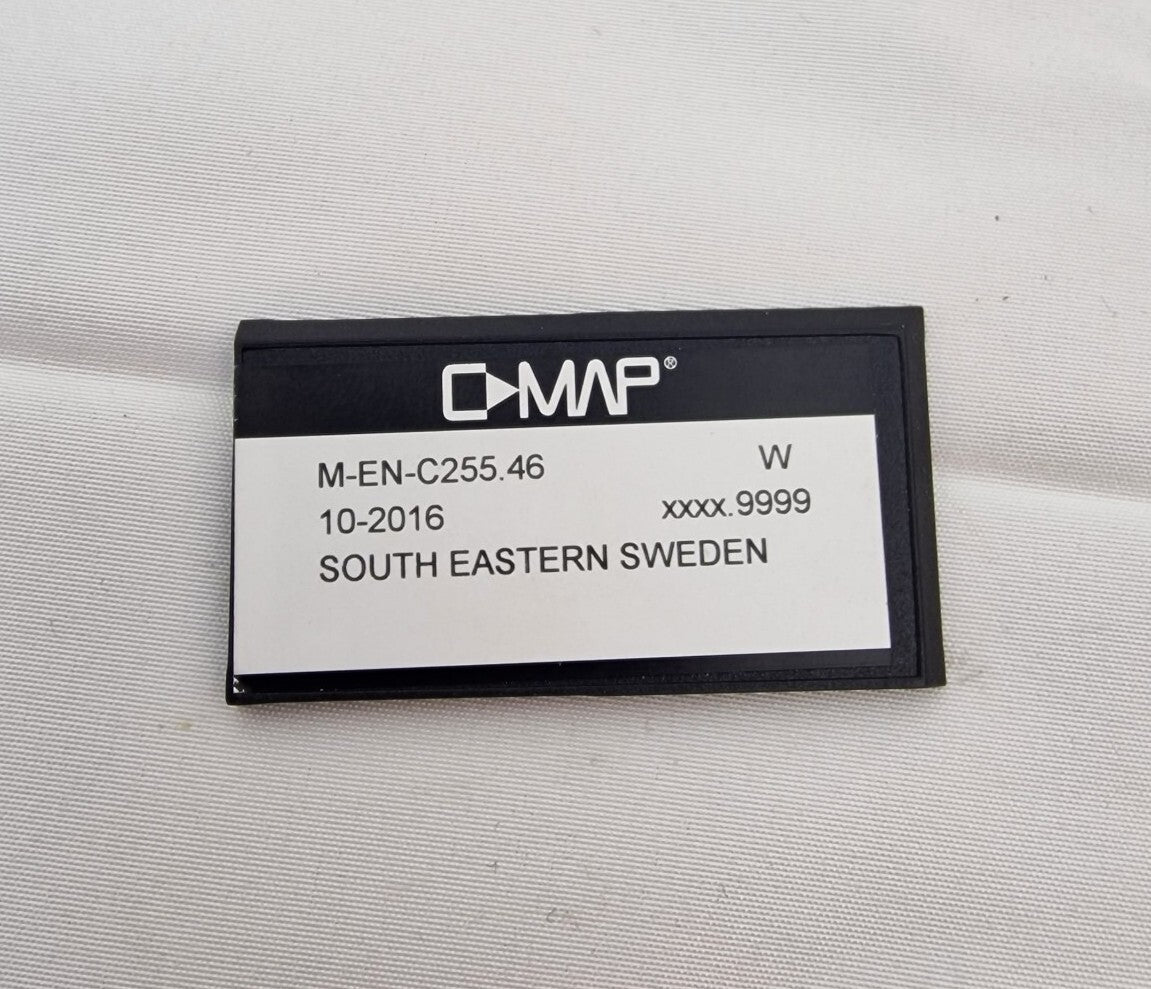 C-MAP®
M-EN-C255.46 W
10-2016 xxxx.9999
SOUTH EASTERN SWEDEN